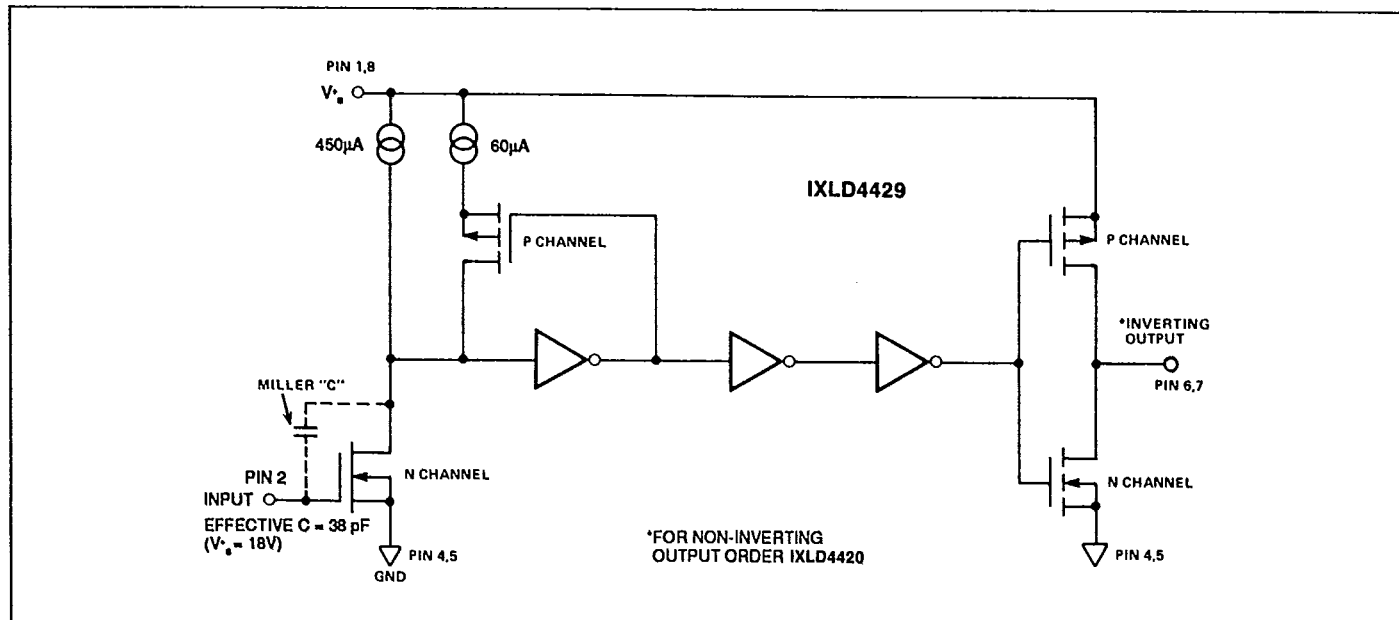 PIN 1,8
V+s
450µA
60µA
IXLD4429
P CHANNEL
P CHANNEL
*INVERTING
OUTPUT
PIN 6,7
MILLER "C"
N CHANNEL
N CHANNEL
PIN 2
INPUT
EFFECTIVE C = 38 pF
(V+s = 18V)
PIN 4,5
GND
*FOR NON-INVERTING
OUTPUT ORDER IXLD4420
PIN 4,5